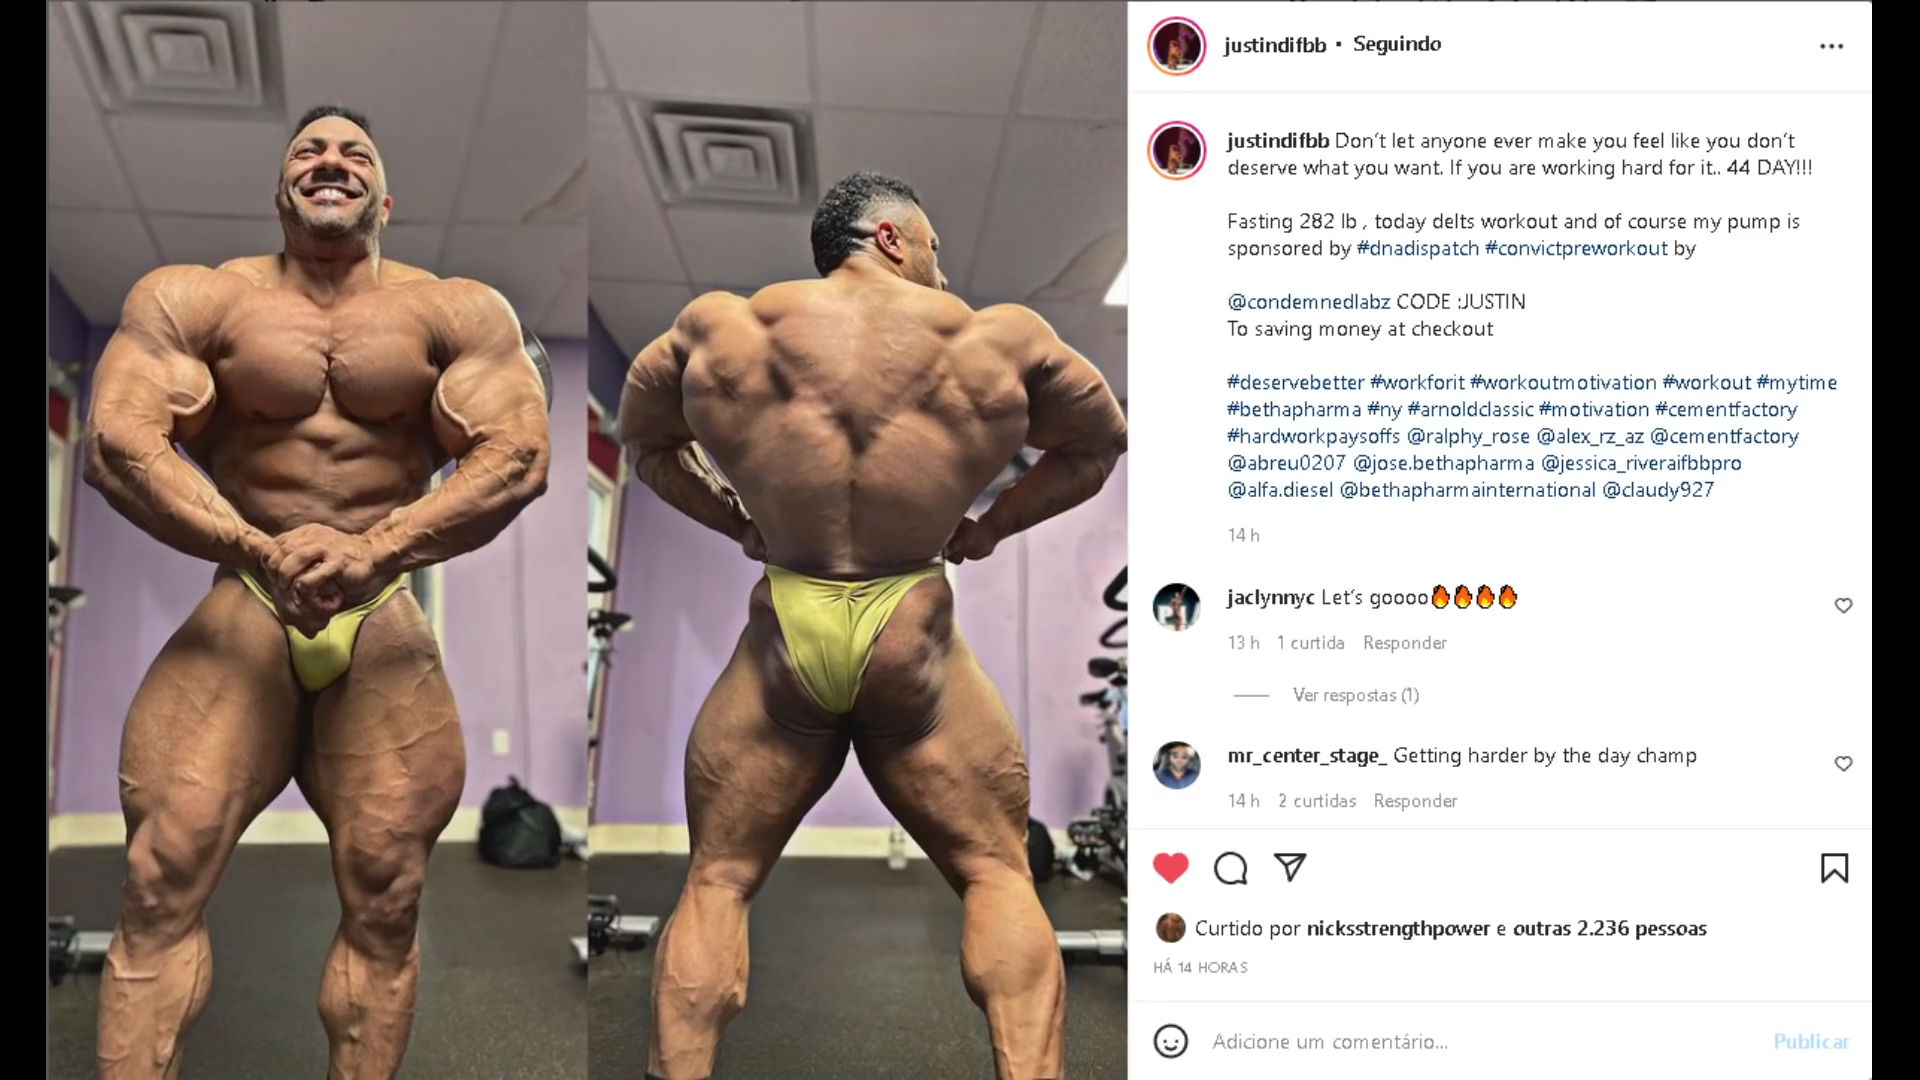 justindifbb • Seguindo
justindifbb Don't let anyone ever make you feel like you don't
deserve what you want. If you are working hard for it.. 44 DAY!!!
Fasting 282 lb , today delts workout and of course my pump is
sponsored by #dnadispatch #convictpreworkout by
@condemnedlabz CODE :JUSTIN
To saving money at checkout
#deservebetter #workforit #workoutmotivation #workout #mytime
#bethapharma #ny #arnoldclassic #motivation #cementfactory
#hardworkpaysoffs @ralphy_rose @alex_rz_az @cementfactory
@abreu0207 @jose.bethapharma @jessica_riveraifbbpro
@alfa.diesel @bethapharmainternational @claudy927
14 h
jaclynnyc Let's goooo🔥🔥🔥🔥
13 h 1 curtida Responder
Ver respostas (1)
mr_center_stage_ Getting harder by the day champ
14 h 2 curtidas Responder
Curtido por nicksstrengthpower e outras 2.236 pessoas
HÁ 14 HORAS
Adicione um comentário... Publicar